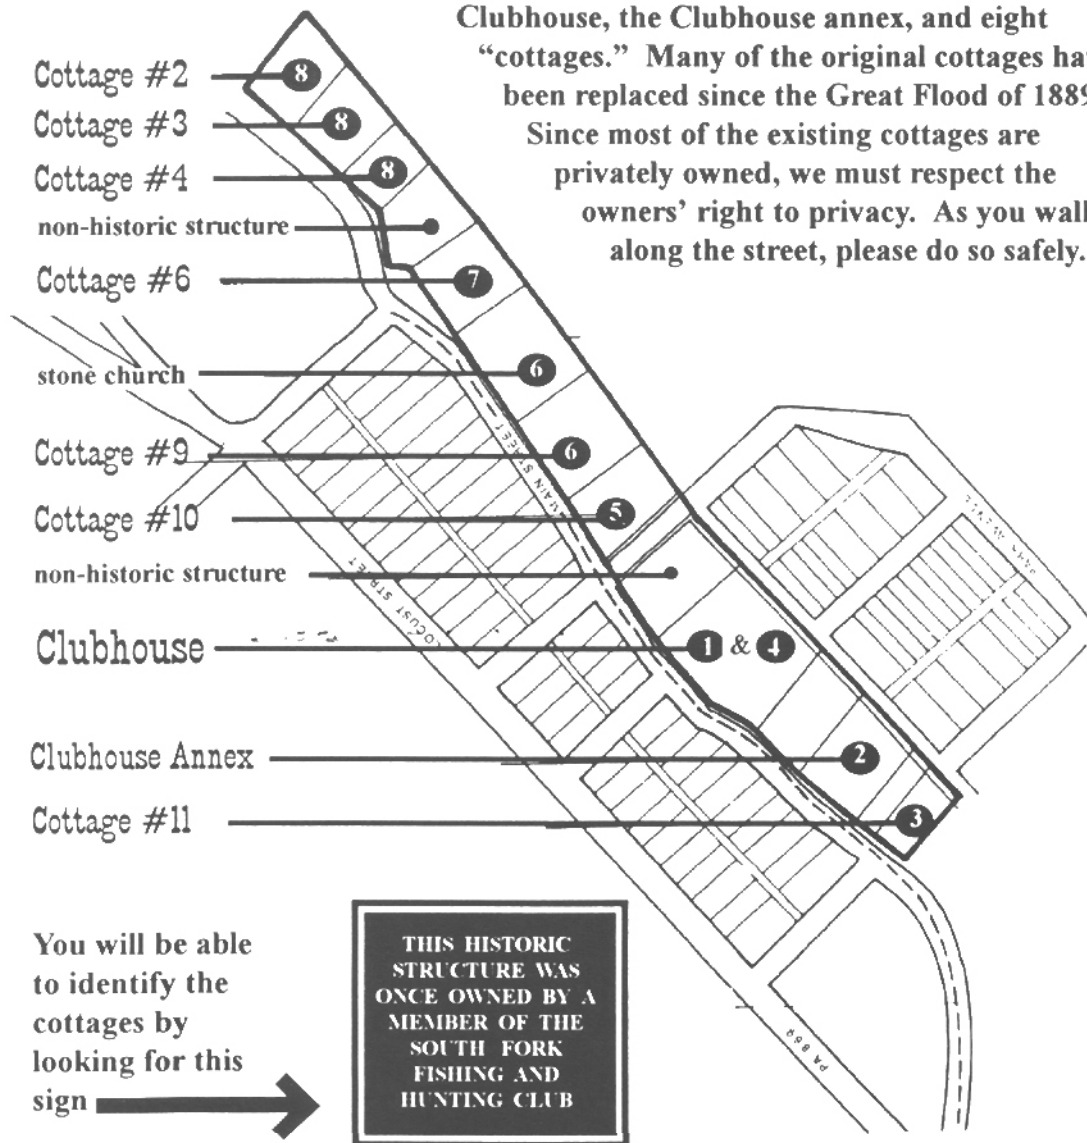 Clubhouse, the Clubhouse annex, and eight
“cottages.” Many of the original cottages ha
been replaced since the Great Flood of 1889
Since most of the existing cottages are
privately owned, we must respect the
owners’ right to privacy. As you walk
along the street, please do so safely.
Cottage #2
8
Cottage #3
8
Cottage #4
8
non-historic structure
Cottage #6
7
stone church
6
Cottage #9
6
Cottage #10
5
non-historic structure
Clubhouse
1 & 4
Clubhouse Annex
2
Cottage #11
3
MAIN STREET
LOCUST STREET
PA 869
You will be able
to identify the
cottages by
looking for this
sign
THIS HISTORIC
STRUCTURE WAS
ONCE OWNED BY A
MEMBER OF THE
SOUTH FORK
FISHING AND
HUNTING CLUB